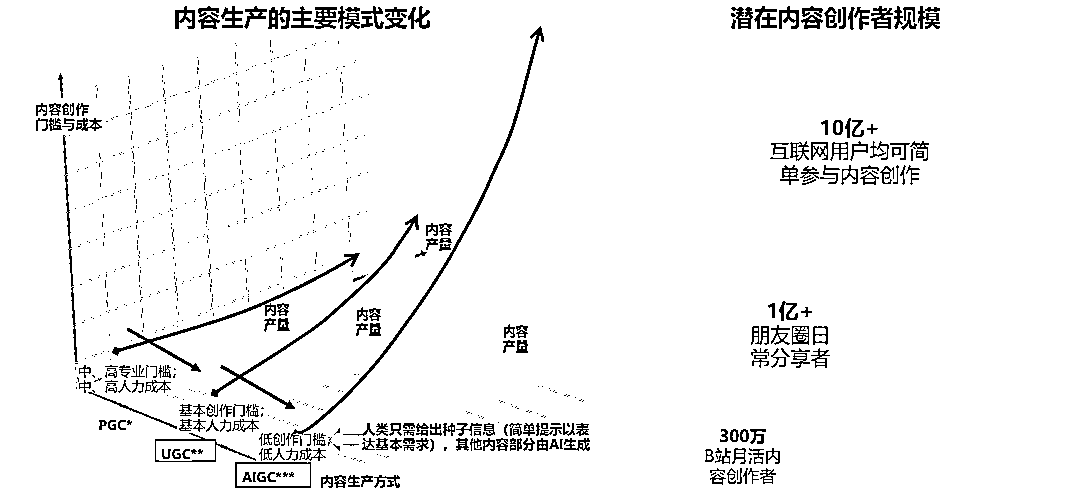 内容生产的主要模式变化
潜在内容创作者规模
内容创作
门槛与成本
10亿+
互联网用户均可简
单参与内容创作
内容
产量
内容
产量
内容
产量
内容
产量
1亿+
朋友圈日
常分享者
中、高专业门槛;
中、高人力成本
基本创作门槛;
基本人力成本
低创作门槛;
低人力成本
人类只需给出种子信息（简单提示以表
达基本需求），其他内容部分由AI生成
PGC*
UGC**
AIGC***
内容生产方式
300万
B站月活内
容创作者